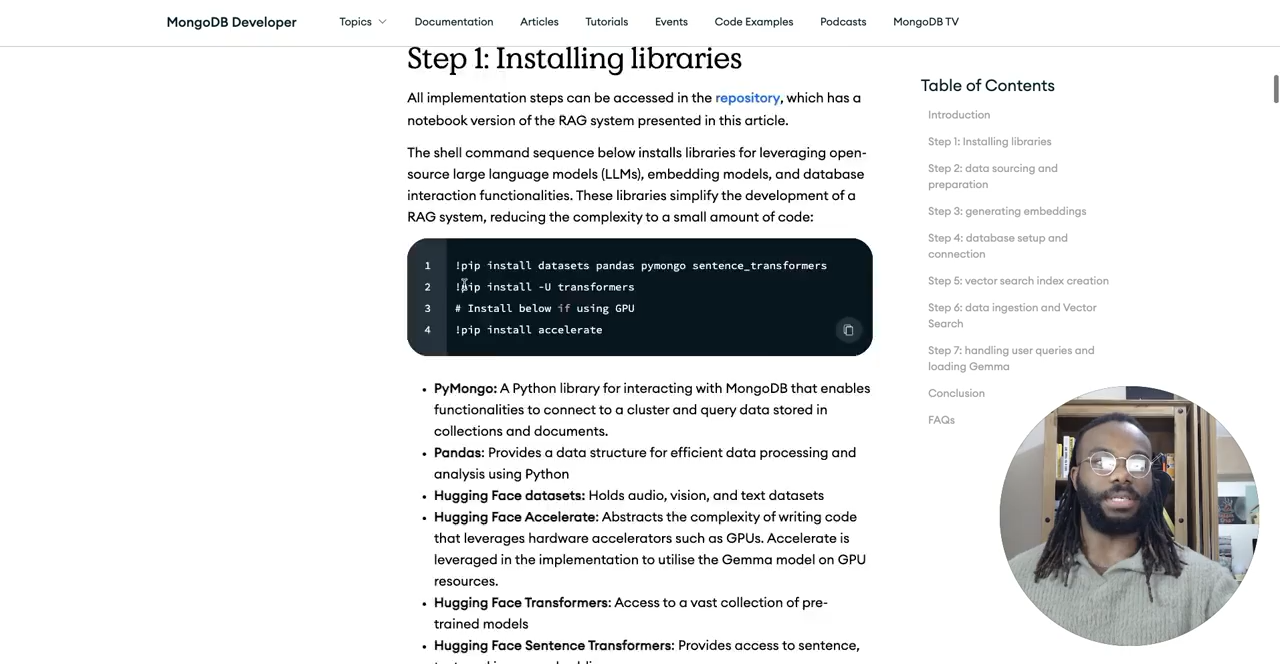 MongoDB Developer
Topics
Documentation
Articles
Tutorials
Events
Code Examples
Podcasts
MongoDB TV
Step 1: Installing libraries
All implementation steps can be accessed in the repository, which has a
notebook version of the RAG system presented in this article.
The shell command sequence below installs libraries for leveraging open-
source large language models (LLMs), embedding models, and database
interaction functionalities. These libraries simplify the development of a
RAG system, reducing the complexity to a small amount of code:
1 !pip install datasets pandas pymongo sentence_transformers
2 !pip install -U transformers
3 # Install below if using GPU
4 !pip install accelerate
• PyMongo: A Python library for interacting with MongoDB that enables
functionalities to connect to a cluster and query data stored in
collections and documents.
• Pandas: Provides a data structure for efficient data processing and
analysis using Python
• Hugging Face datasets: Holds audio, vision, and text datasets
• Hugging Face Accelerate: Abstracts the complexity of writing code
that leverages hardware accelerators such as GPUs. Accelerate is
leveraged in the implementation to utilise the Gemma model on GPU
resources.
• Hugging Face Transformers: Access to a vast collection of pre-
trained models
• Hugging Face Sentence Transformers: Provides access to sentence,
Table of Contents
Introduction
Step 1: Installing libraries
Step 2: data sourcing and
preparation
Step 3: generating embeddings
Step 4: database setup and
connection
Step 5: vector search index creation
Step 6: data ingestion and Vector
Search
Step 7: handling user queries and
loading Gemma
Conclusion
FAQs